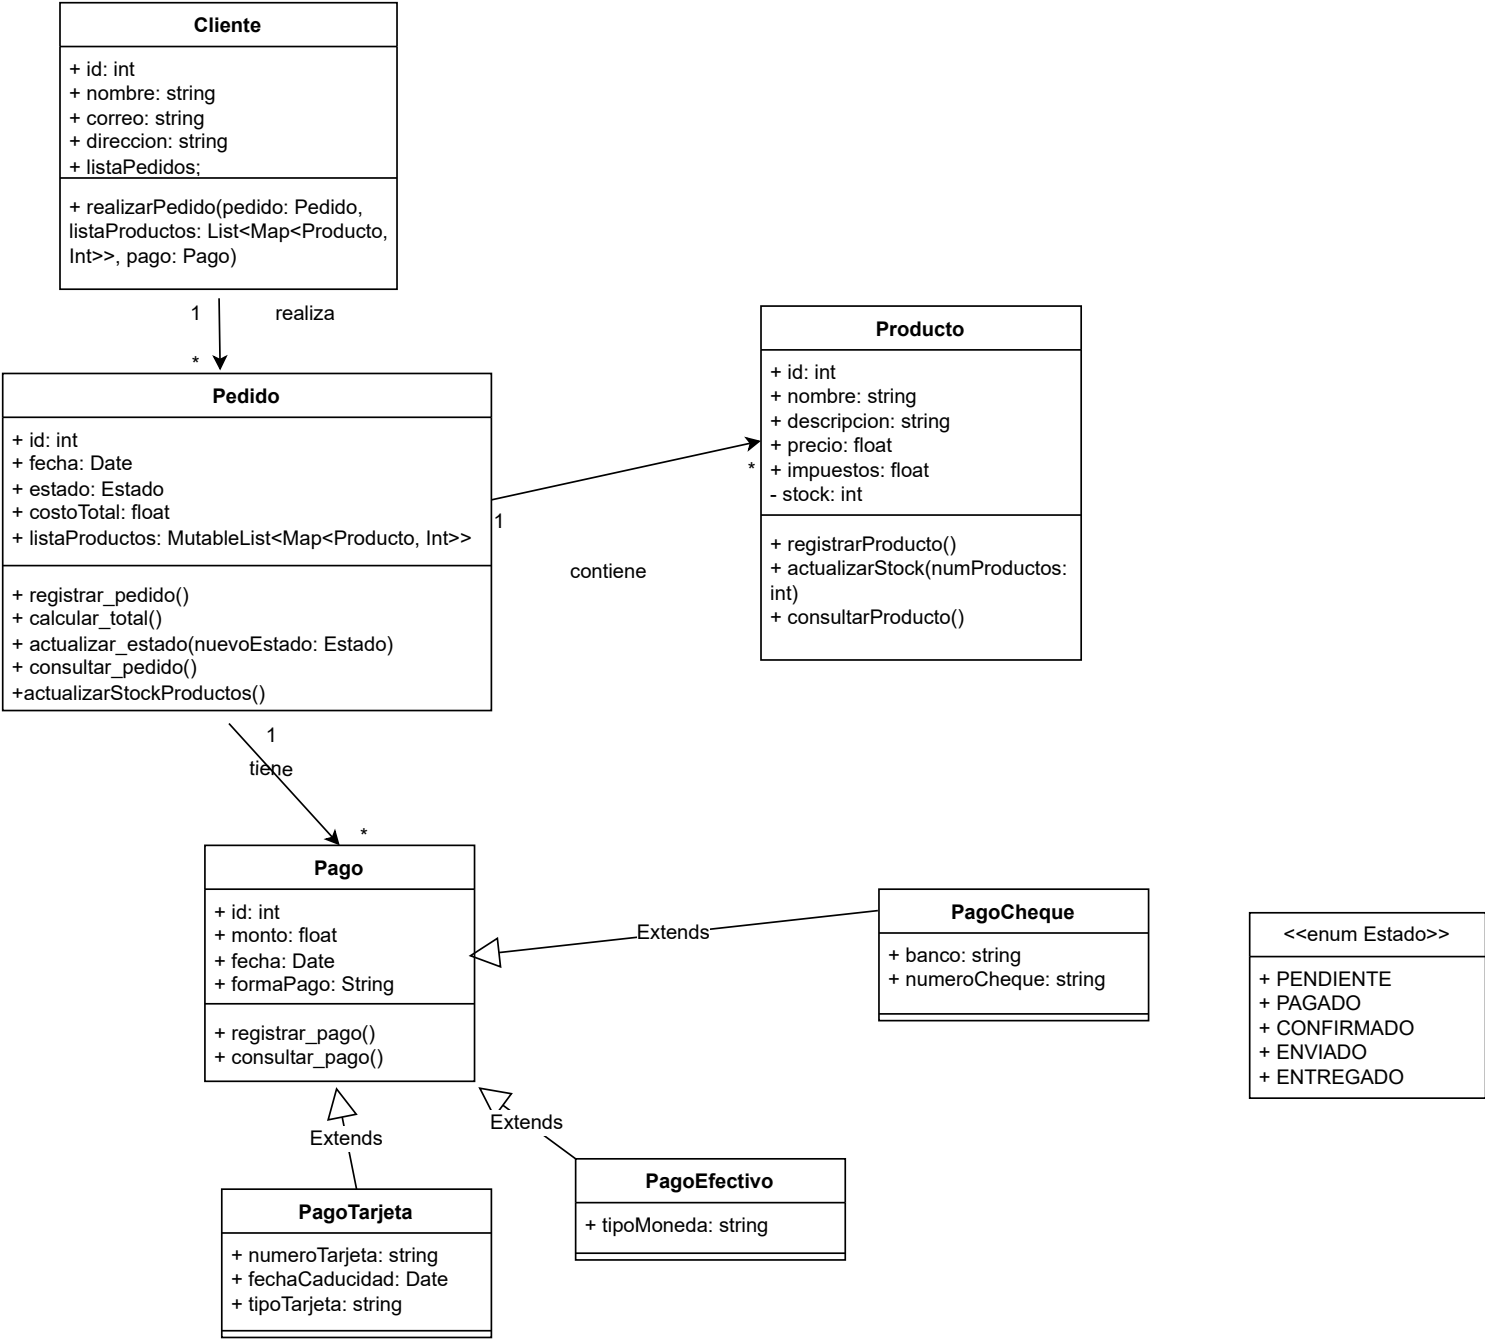 Cliente
+ id: int
+ nombre: string
+ correo: string
+ direccion: string
+ listaPedidos;
+ realizarPedido(pedido: Pedido,
listaProductos: List<Map<Producto,
Int>>, pago: Pago)
1
realiza
*
Pedido
+ id: int
+ fecha: Date
+ estado: Estado
+ costoTotal: float
+ listaProductos: MutableList<Map<Producto, Int>>
+ registrar_pedido()
+ calcular_total()
+ actualizar_estado(nuevoEstado: Estado)
+ consultar_pedido()
+actualizarStockProductos()
1
contiene
*
Producto
+ id: int
+ nombre: string
+ descripcion: string
+ precio: float
+ impuestos: float
- stock: int
+ registrarProducto()
+ actualizarStock(numProductos:
int)
+ consultarProducto()
1
tiene
*
Pago
+ id: int
+ monto: float
+ fecha: Date
+ formaPago: String
+ registrar_pago()
+ consultar_pago()
Extends
PagoCheque
+ banco: string
+ numeroCheque: string
<<enum Estado>>
+ PENDIENTE
+ PAGADO
+ CONFIRMADO
+ ENVIADO
+ ENTREGADO
Extends
Extends
PagoEfectivo
+ tipoMoneda: string
PagoTarjeta
+ numeroTarjeta: string
+ fechaCaducidad: Date
+ tipoTarjeta: string